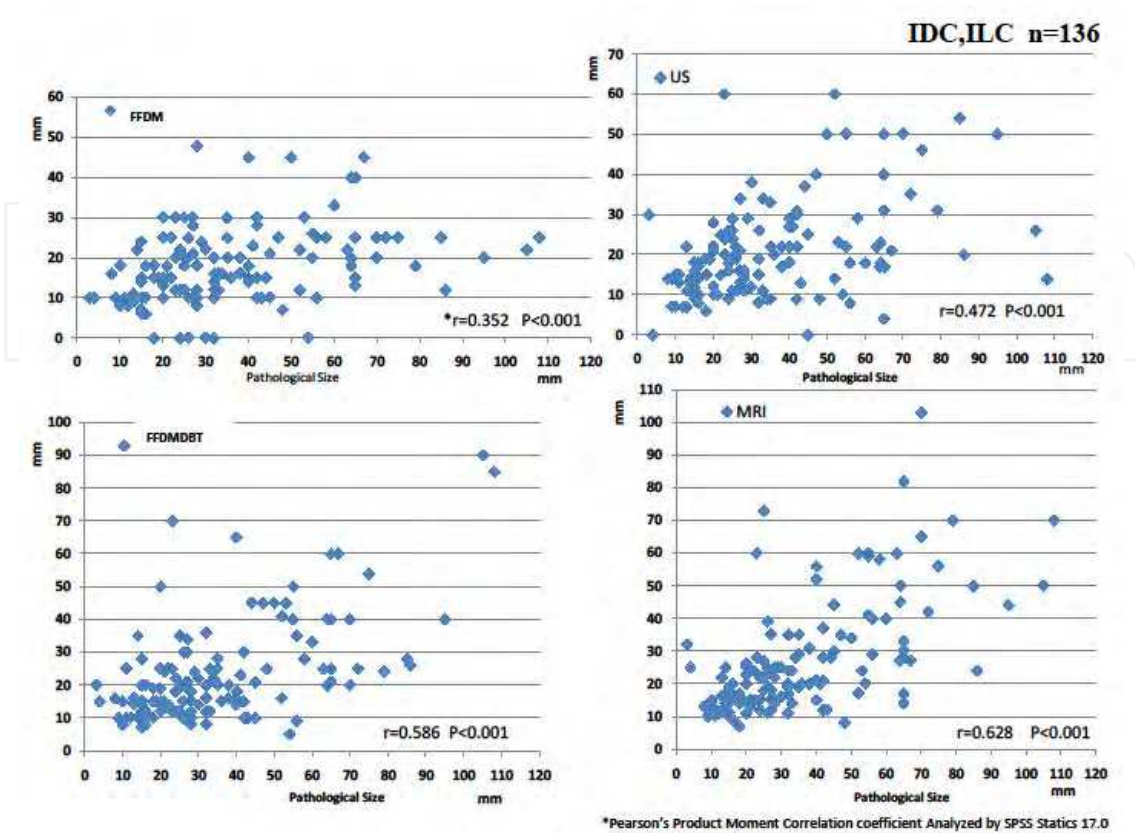 IDC,ILC n=136
60
50
40
30
20
10
0
mm
FFDM
*r=0.352 P<0.001
0 10 20 30 40 50 60 70 80 90 100 110 120
Pathological Size
mm
70
60
50
40
30
20
10
0
mm
US
r=0.472 P<0.001
0 10 20 30 40 50 60 70 80 90 100 110 120
Pathological Size
mm
100
90
80
70
60
50
40
30
20
10
0
mm
FFDMDBT
r=0.586 P<0.001
0 10 20 30 40 50 60 70 80 90 100 110 120
Pathological Size
mm
110
100
90
80
70
60
50
40
30
20
10
0
mm
MRI
r=0.628 P<0.001
0 10 20 30 40 50 60 70 80 90 100 110 120
Pathological Size
mm
*Pearson's Product Moment Correlation coefficient Analyzed by SPSS Statics 17.0